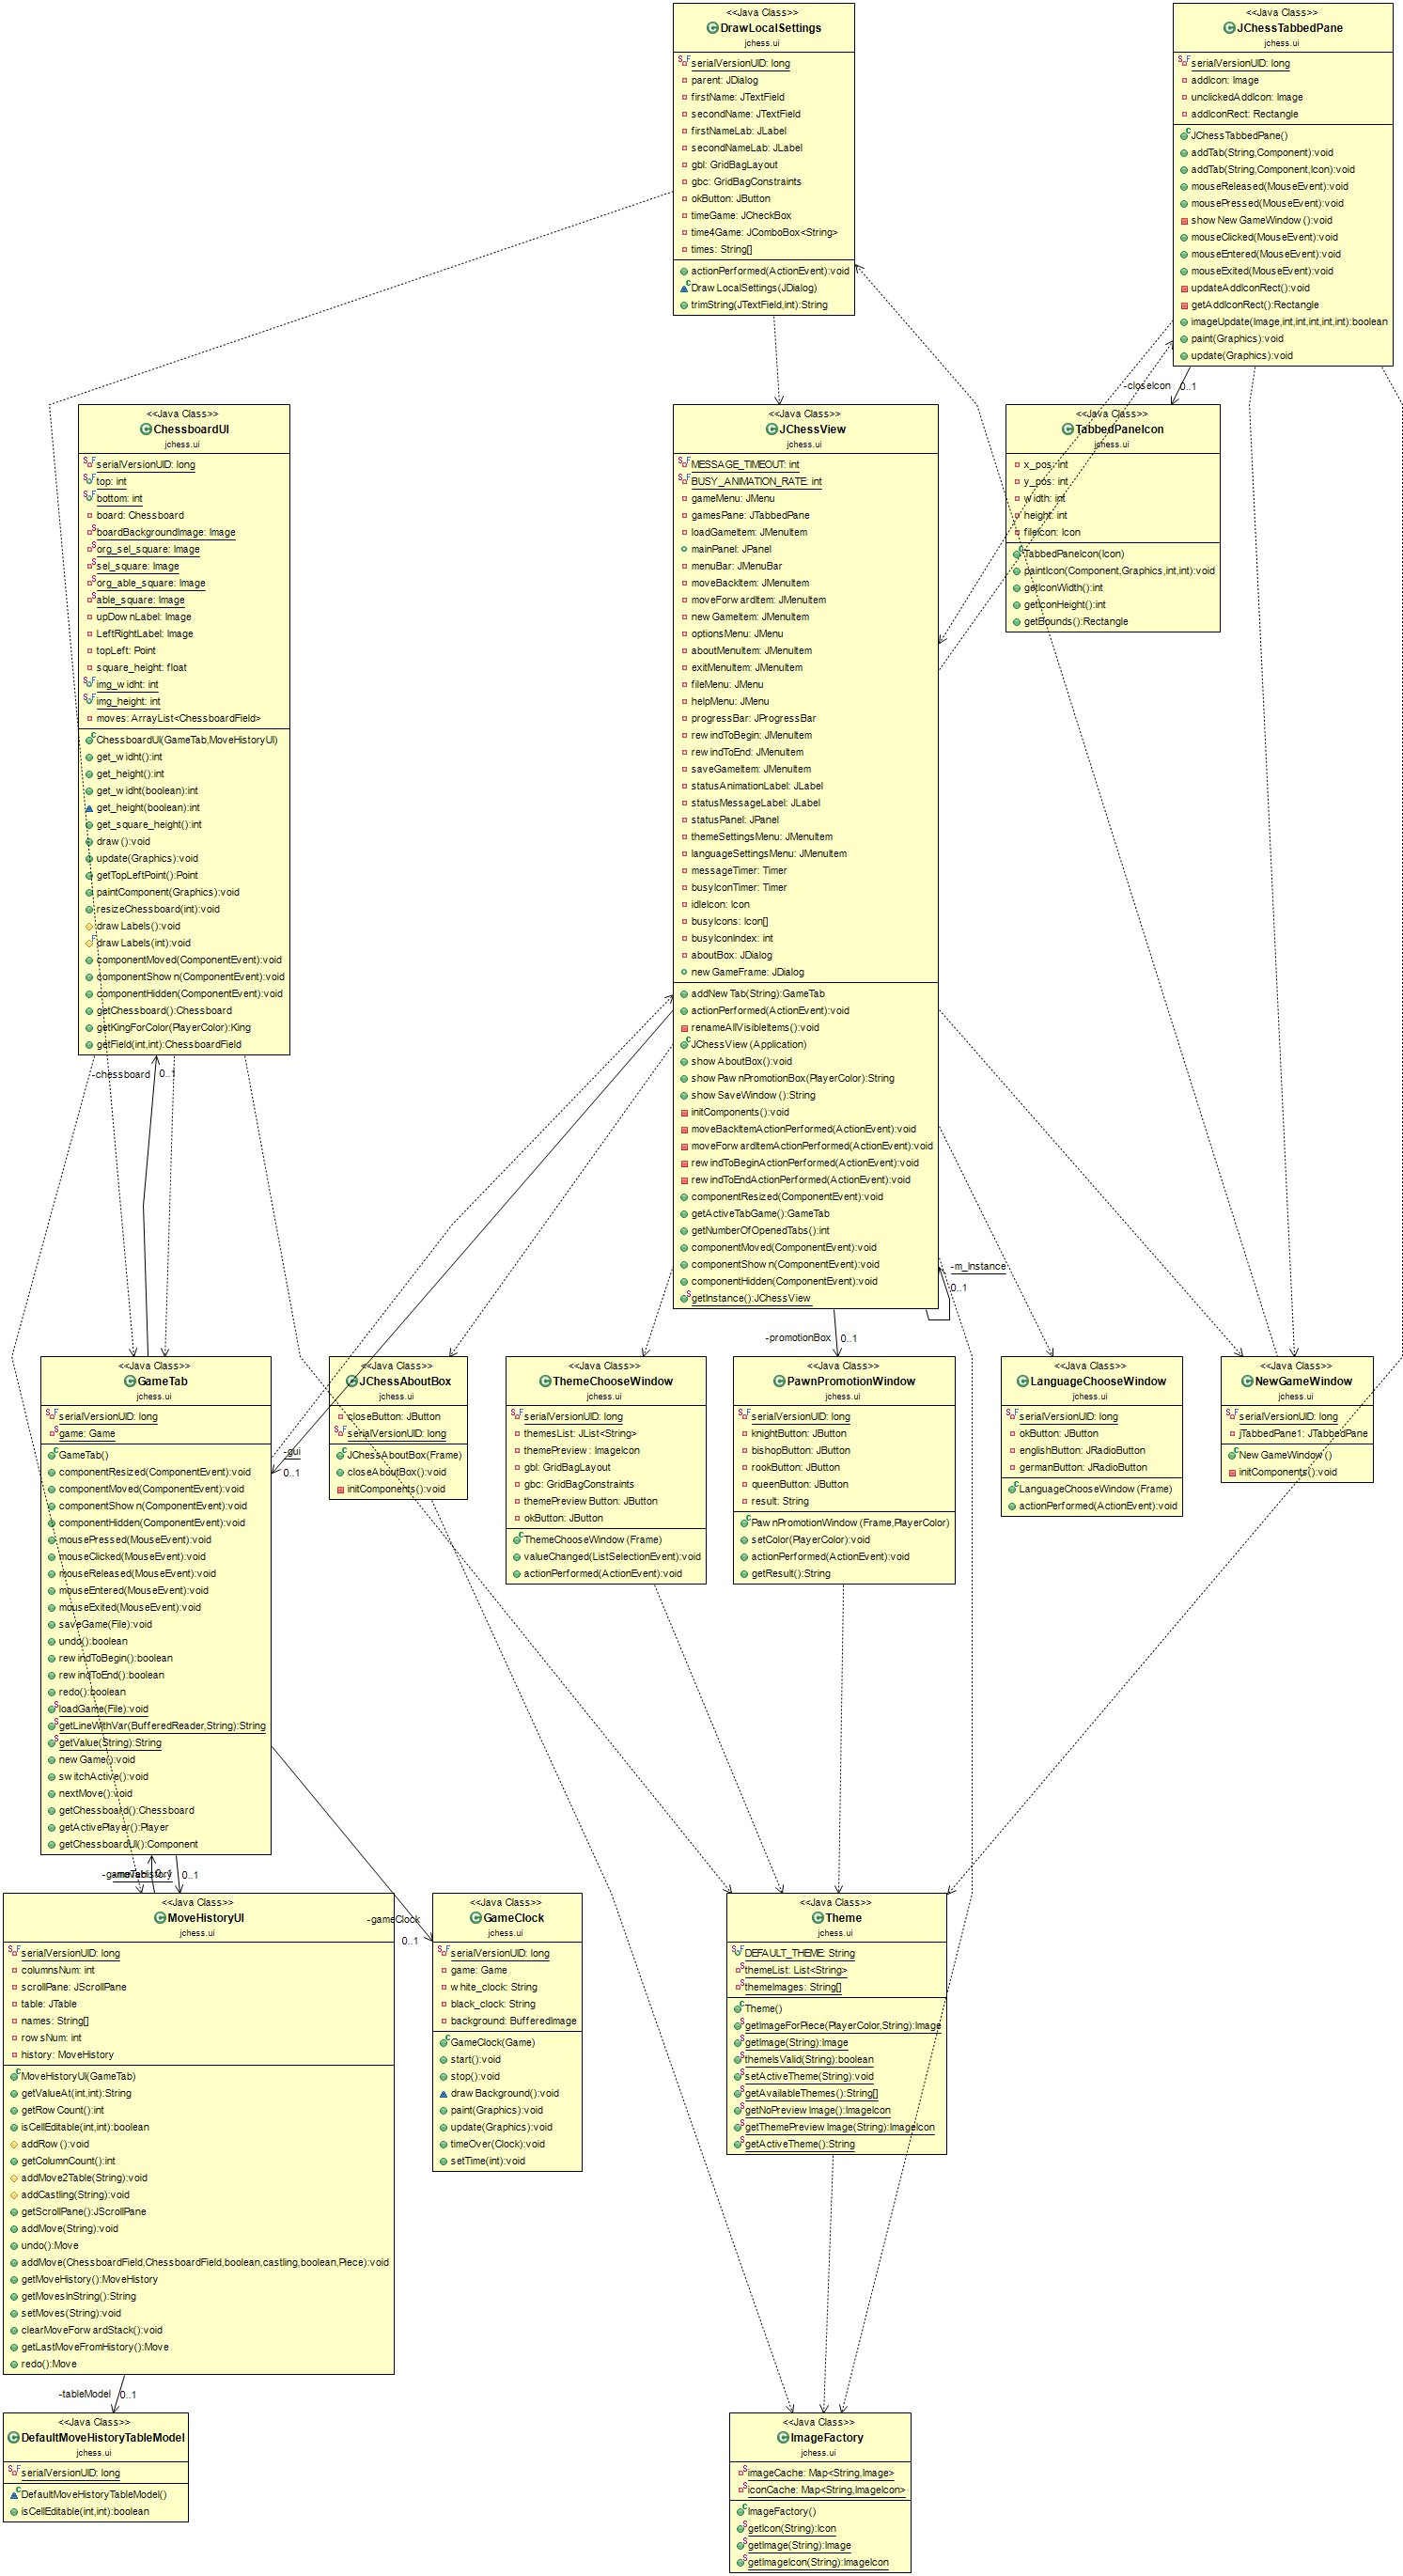 <<Java Class>>
DrawLocalSettings
jchess.ui
serialVersionUID: long
parent: JDialog
firstName: JTextField
secondName: JTextField
firstNameLab: JLabel
secondNameLab: JLabel
gbl: GridBagLayout
gbc: GridBagConstraints
okButton: JButton
timeGame: JCheckBox
time4Game: JComboBox<String>
times: String[]
actionPerformed(ActionEvent):void
DrawLocalSettings(JDialog)
trimString(JTextField,int):String
<<Java Class>>
JChessTabbedPane
jchess.ui
serialVersionUID: long
addIcon: Image
unclickedAddIcon: Image
addIconRect: Rectangle
JChessTabbedPane()
addTab(String,Component):void
addTab(String,Component,Icon):void
mouseReleased(MouseEvent):void
mousePressed(MouseEvent):void
showNewGameWindow():void
mouseClicked(MouseEvent):void
mouseEntered(MouseEvent):void
mouseExited(MouseEvent):void
updateAddIconRect():void
getAddIconRect():Rectangle
imageUpdate(Image,int,int,int,int,int):boolean
paint(Graphics):void
update(Graphics):void
-closeIcon 0..1
<<Java Class>>
ChessboardUI
jchess.ui
serialVersionUID: long
top: int
bottom: int
board: Chessboard
boardBackgroundImage: Image
org_sel_square: Image
sel_square: Image
org_able_square: Image
able_square: Image
upDownLabel: Image
LeftRightLabel: Image
topLeft: Point
square_height: float
img_widht: int
img_height: int
moves: ArrayList<ChessboardField>
ChessboardUI(GameTab,MoveHistoryUI)
get_widht():int
get_height():int
get_widht(boolean):int
get_height(boolean):int
get_square_height():int
draw():void
update(Graphics):void
getTopLeftPoint():Point
paintComponent(Graphics):void
resizeChessboard(int):void
drawLabels():void
drawLabels(int):void
componentMoved(ComponentEvent):void
componentShown(ComponentEvent):void
componentHidden(ComponentEvent):void
getChessboard():Chessboard
getKingForColor(PlayerColor):King
getField(int,int):ChessboardField
-chessboard 0..1
<<Java Class>>
JChessView
jchess.ui
MESSAGE_TIMEOUT: int
BUSY_ANIMATION_RATE: int
gameMenu: JMenu
gamesPane: JTabbedPane
loadGameItem: JMenuItem
mainPanel: JPanel
menuBar: JMenuBar
moveBackItem: JMenuItem
moveForwardItem: JMenuItem
newGameItem: JMenuItem
optionsMenu: JMenu
aboutMenuItem: JMenuItem
exitMenuItem: JMenuItem
fileMenu: JMenu
helpMenu: JMenu
progressBar: JProgressBar
rewindToBegin: JMenuItem
rewindToEnd: JMenuItem
saveGameItem: JMenuItem
statusAnimationLabel: JLabel
statusMessageLabel: JLabel
statusPanel: JPanel
themeSettingsMenu: JMenuItem
languageSettingsMenu: JMenuItem
messageTimer: Timer
busyIconTimer: Timer
idleIcon: Icon
busyIcons: Icon[]
busyIconIndex: int
aboutBox: JDialog
newGameFrame: JDialog
addNewTab(String):GameTab
actionPerformed(ActionEvent):void
renameAllVisibleItems():void
JChessView(Application)
showAboutBox():void
showPawnPromotionBox(PlayerColor):String
showSaveWindow():String
initComponents():void
moveBackItemActionPerformed(ActionEvent):void
moveForwardItemActionPerformed(ActionEvent):void
rewindToBeginActionPerformed(ActionEvent):void
rewindToEndActionPerformed(ActionEvent):void
componentResized(ComponentEvent):void
getActiveTabGame():GameTab
getNumberOfOpenedTabs():int
componentMoved(ComponentEvent):void
componentShown(ComponentEvent):void
componentHidden(ComponentEvent):void
getInstance():JChessView
-m_Instance
0..1
-promotionBox 0..1
<<Java Class>>
TabbedPaneIcon
jchess.ui
x_pos: int
y_pos: int
width: int
height: int
fileIcon: Icon
TabbedPaneIcon(Icon)
paintIcon(Component,Graphics,int,int):void
getIconWidth():int
getIconHeight():int
getBounds():Rectangle
<<Java Class>>
GameTab
jchess.ui
serialVersionUID: long
game: Game
GameTab()
componentResized(ComponentEvent):void
componentMoved(ComponentEvent):void
componentShown(ComponentEvent):void
componentHidden(ComponentEvent):void
mousePressed(MouseEvent):void
mouseClicked(MouseEvent):void
mouseReleased(MouseEvent):void
mouseEntered(MouseEvent):void
mouseExited(MouseEvent):void
saveGame(File):void
undo():boolean
rewindToBegin():boolean
rewindToEnd():boolean
redo():boolean
loadGame(File):void
getLineWithVar(BufferedReader,String):String
getValue(String):String
newGame():void
switchActive():void
nextMove():void
getChessboard():Chessboard
getActivePlayer():Player
getChessboardUI():Component
-gui
0..1
<<Java Class>>
JChessAboutBox
jchess.ui
closeButton: JButton
serialVersionUID: long
JChessAboutBox(Frame)
closeAboutBox():void
initComponents():void
<<Java Class>>
ThemeChooseWindow
jchess.ui
serialVersionUID: long
themesList: JList<String>
themePreview: ImageIcon
gbl: GridBagLayout
gbc: GridBagConstraints
themePreviewButton: JButton
okButton: JButton
ThemeChooseWindow(Frame)
valueChanged(ListSelectionEvent):void
actionPerformed(ActionEvent):void
<<Java Class>>
PawnPromotionWindow
jchess.ui
serialVersionUID: long
knightButton: JButton
bishopButton: JButton
rookButton: JButton
queenButton: JButton
result: String
PawnPromotionWindow(Frame,PlayerColor)
setColor(PlayerColor):void
actionPerformed(ActionEvent):void
getResult():String
<<Java Class>>
LanguageChooseWindow
jchess.ui
serialVersionUID: long
okButton: JButton
englishButton: JRadioButton
germanButton: JRadioButton
LanguageChooseWindow(Frame)
actionPerformed(ActionEvent):void
<<Java Class>>
NewGameWindow
jchess.ui
serialVersionUID: long
jTabbedPane1: JTabbedPane
NewGameWindow()
initComponents():void
0..1
-gameClock
0..1
<<Java Class>>
MoveHistoryUI
jchess.ui
serialVersionUID: long
columnsNum: int
scrollPane: JScrollPane
table: JTable
names: String[]
rowsNum: int
history: MoveHistory
MoveHistoryUI(GameTab)
getValueAt(int,int):String
getRowCount():int
isCellEditable(int,int):boolean
addRow():void
getColumnCount():int
addMove2Table(String):void
addCastling(String):void
getScrollPane():JScrollPane
addMove(String):void
undo():Move
addMove(ChessboardField,ChessboardField,boolean,castling,boolean,Piece):void
getMoveHistory():MoveHistory
getMovesInString():String
setMoves(String):void
clearMoveForwardStack():void
getLastMoveFromHistory():Move
redo():Move
-tableModel 0..1
<<Java Class>>
GameClock
jchess.ui
serialVersionUID: long
game: Game
white_clock: String
black_clock: String
background: BufferedImage
GameClock(Game)
start():void
stop():void
drawBackground():void
paint(Graphics):void
update(Graphics):void
timeOver(Clock):void
setTime(int):void
<<Java Class>>
Theme
jchess.ui
DEFAULT_THEME: String
themeList: List<String>
themeImages: String[]
Theme()
getImageForPiece(PlayerColor,String):Image
getImage(String):Image
themeIsValid(String):boolean
setActiveTheme(String):void
getAvailableThemes():String[]
getNoPreviewImage():ImageIcon
getThemePreviewImage(String):ImageIcon
getActiveTheme():String
<<Java Class>>
DefaultMoveHistoryTableModel
jchess.ui
serialVersionUID: long
DefaultMoveHistoryTableModel()
isCellEditable(int,int):boolean
<<Java Class>>
ImageFactory
jchess.ui
imageCache: Map<String,Image>
iconCache: Map<String,ImageIcon>
ImageFactory()
getIcon(String):Icon
getImage(String):Image
getImageIcon(String):ImageIcon